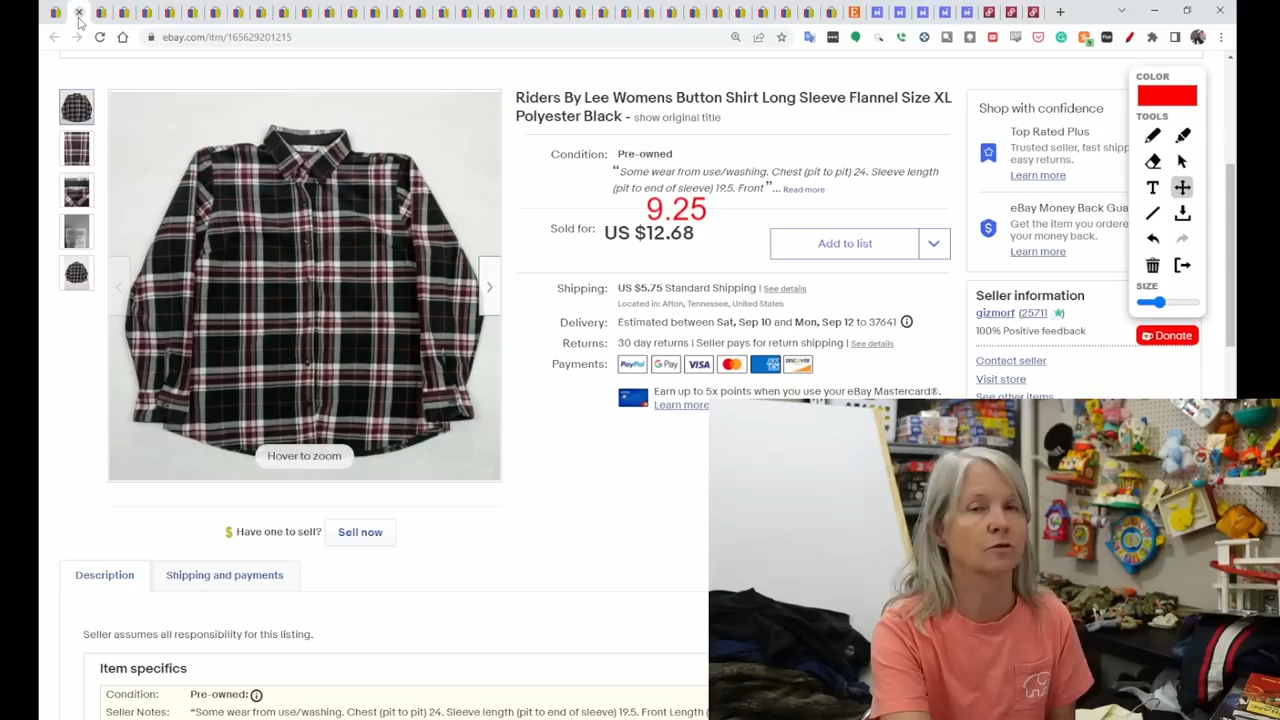 ebay.com/itm/165629201215
Riders By Lee Womens Button Shirt Long Sleeve Flannel Size XL
Polyester Black - show original title
Condition: Pre-owned
“Some wear from use/washing. Chest (pit to pit) 24. Sleeve length
(pit to end of sleeve) 19.5. Front ”... Read more
9.25
Sold for: US $12.68
Add to list
Shipping: US $5.75 Standard Shipping | See details
Located in: Afton, Tennessee, United States
Delivery: Estimated between Sat, Sep 10 and Mon, Sep 12 to 37641
Returns: 30 day returns | Seller pays for return shipping | See details
Payments: PayPal G Pay VISA DISCOVER
Earn up to 5x points when you use your eBay Mastercard®.
Learn more
Hover to zoom
Have one to sell? Sell now
Description
Shipping and payments
Seller assumes all responsibility for this listing.
Item specifics
Condition: Pre-owned:
Seller Notes: “Some wear from use/washing. Chest (pit to pit) 24. Sleeve length (pit to end of sleeve) 19.5. Front Length (
Shop with confidence
Top Rated Plus
Trusted seller, fast shipp
easy returns.
Learn more
eBay Money Back Gua
Get the item you ordere
your money back.
Learn more
Seller information
gizmorf (25711)
100% Positive feedback
Contact seller
Visit store
See other items
COLOR
TOOLS
T
SIZE
Donate